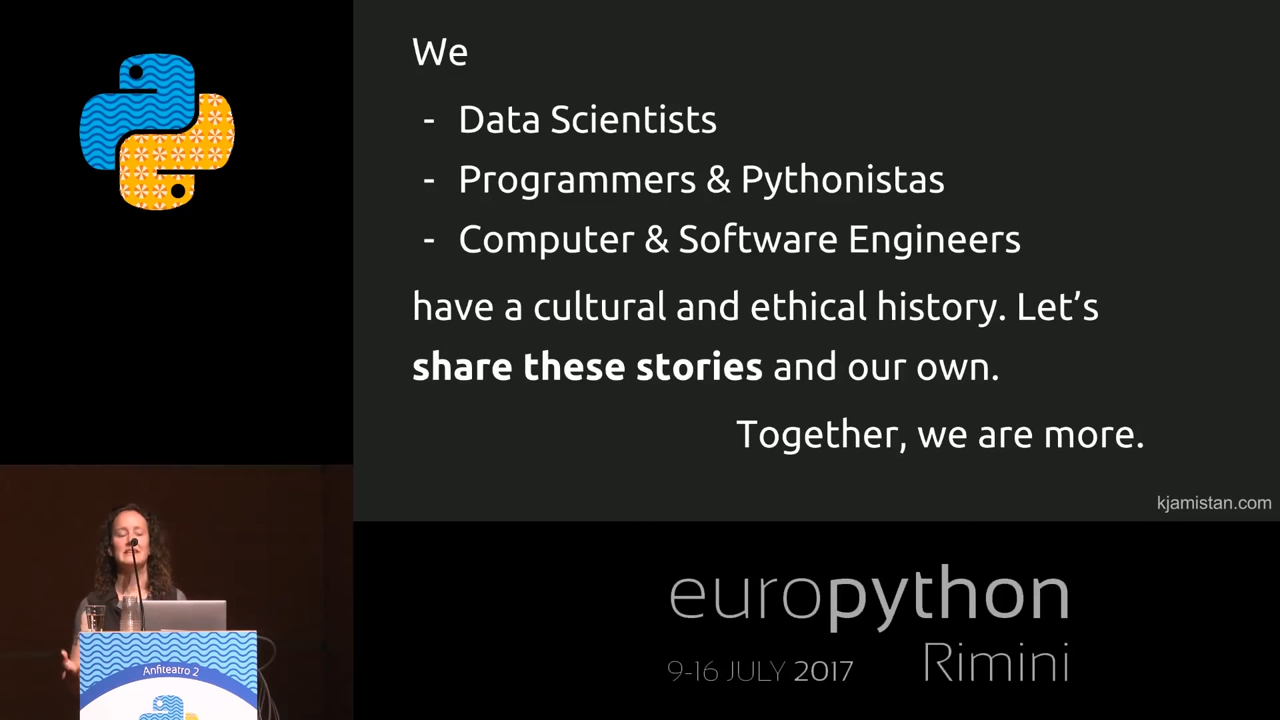 We
- Data Scientists
- Programmers & Pythonistas
- Computer & Software Engineers
have a cultural and ethical history. Let’s
share these stories and our own.
Together, we are more.
kjamistan.com
Anfiteatro 2
europython
Rimini
9-16 JULY 2017